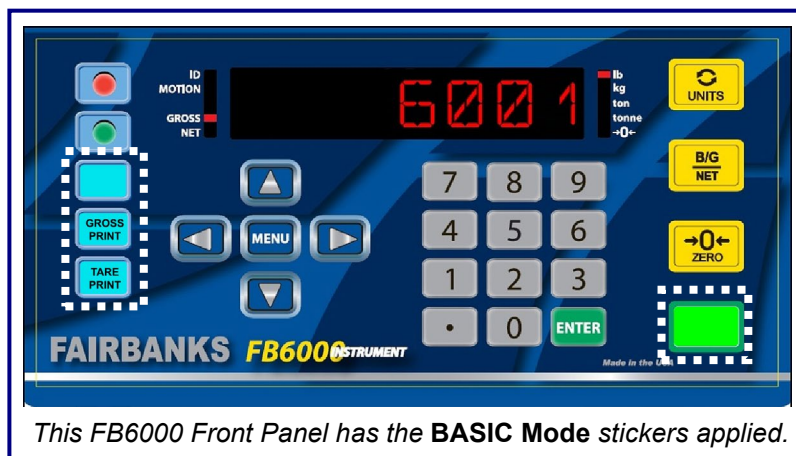 ID
MOTION
GROSS
NET
6001
lb
kg
ton
tonne
→0←
UNITS
B/G
NET
→0←
ZERO
GROSS
PRINT
TARE
PRINT
MENU
7 8 9
4 5 6
1 2 3
• 0 ENTER
FAIRBANKS FB6000 INSTRUMENT
Made in the USA
This FB6000 Front Panel has the BASIC Mode stickers applied.